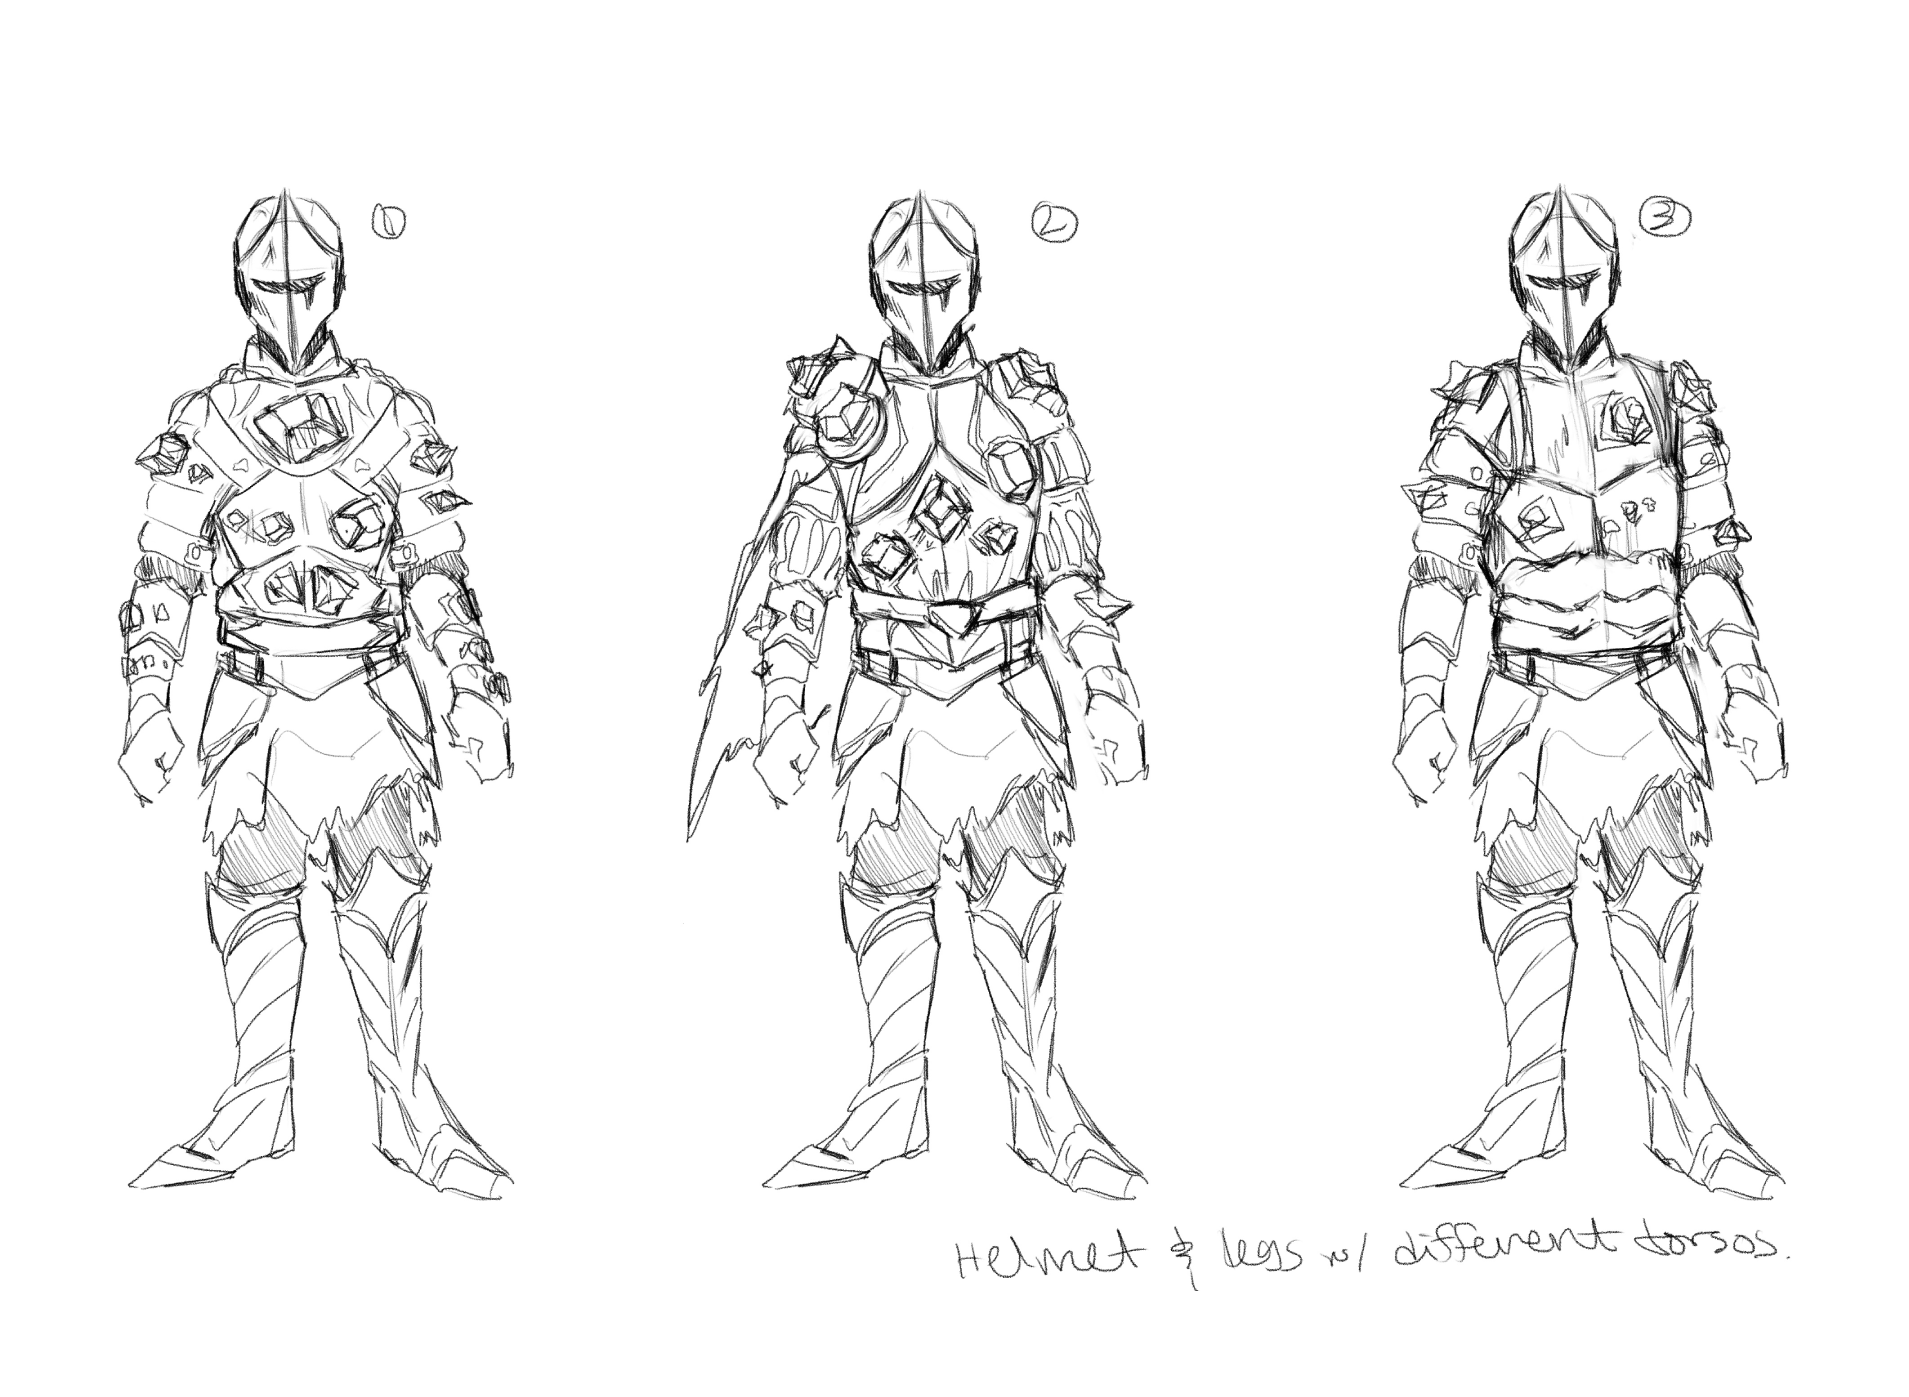 ①
②
③
Helmet & legs w/ different torsos.